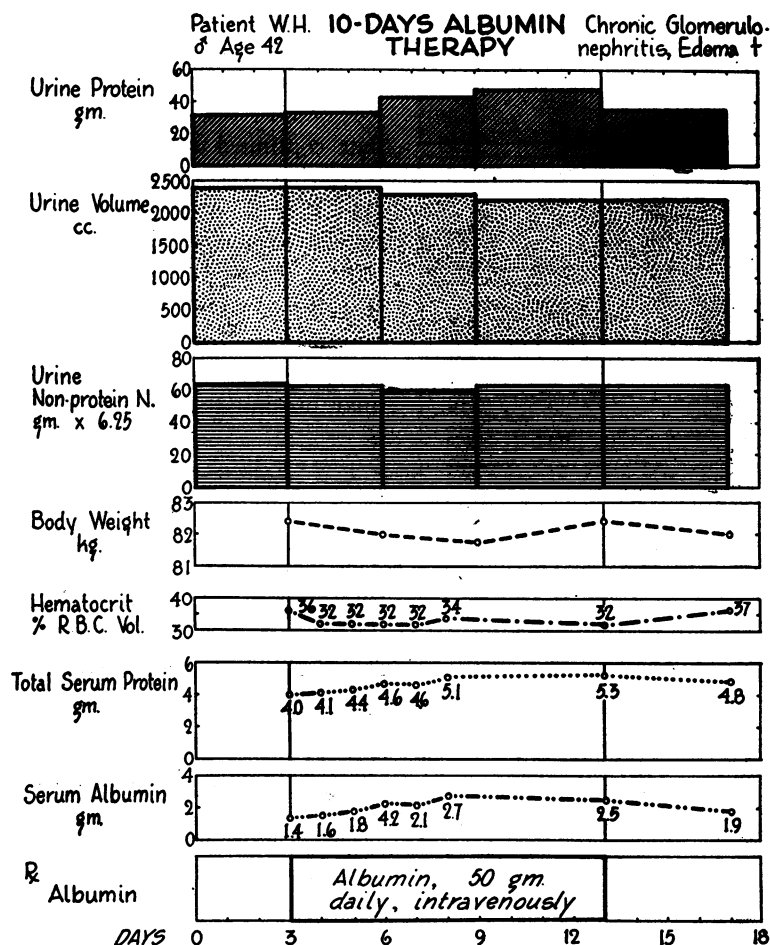 Patient W.H. 10-DAYS ALBUMIN Chronic Glomerulo-
♂ Age 42 THERAPY nephritis, Edema †
60
Urine Protein 40
gm. 20
0
2500
Urine Volume 2000
cc. 1500
1000
500
0
80
Urine 60
Non-protein N. 40
gm. x 6.25 20
0
83
Body Weight 82
kg. 81
Hematocrit 40
% R.B.C. Vol. 30
36 32 32 32 32 34 32 37
6
Total Serum Protein 4
gm. 2
0
4.0 4.1 4.4 4.6 4.6 5.1 5.3 4.8
4
Serum Albumin 2
gm. 0
1.4 1.6 1.8 4.2 2.1 2.7 2.5 1.9
℞
Albumin
Albumin, 50 gm.
daily, intravenously
DAYS 0 3 6 9 12 15 18